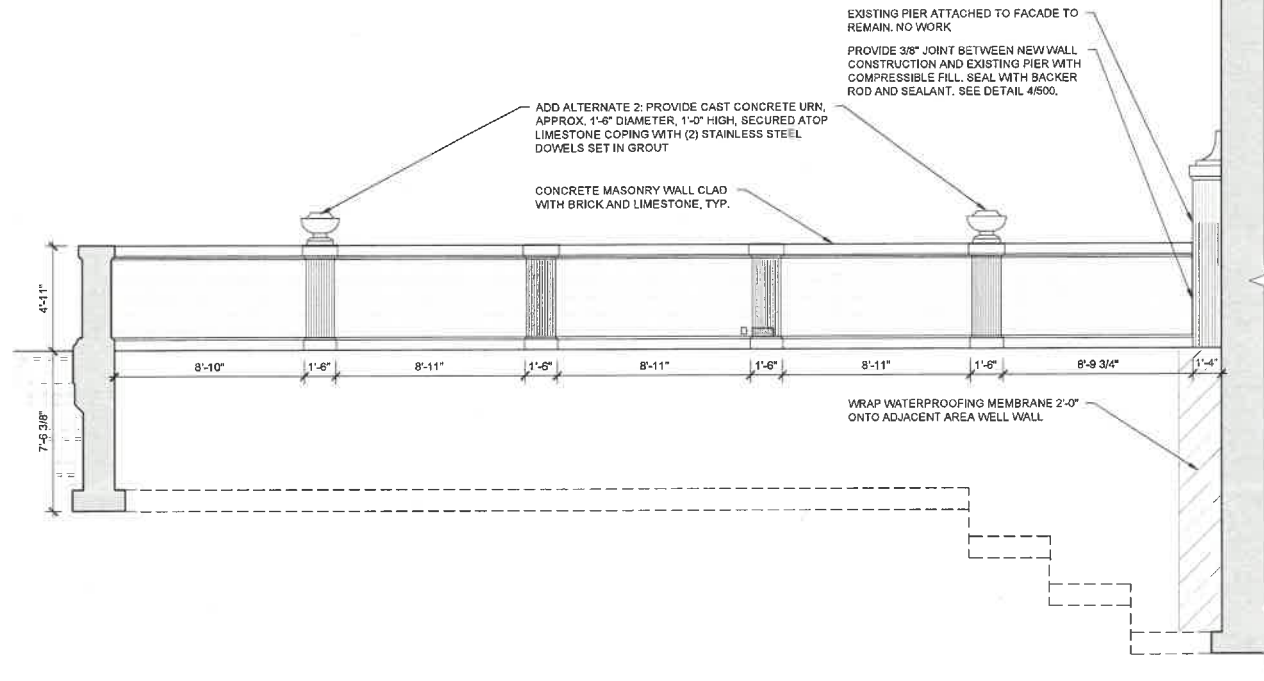 EXISTING PIER ATTACHED TO FACADE TO
REMAIN. NO WORK
PROVIDE 3/8" JOINT BETWEEN NEW WALL
CONSTRUCTION AND EXISTING PIER WITH
COMPRESSIBLE FILL. SEAL WITH BACKER
ROD AND SEALANT. SEE DETAIL 4/500.
ADD ALTERNATE 2: PROVIDE CAST CONCRETE URN,
APPROX. 1'-6" DIAMETER, 1'-0" HIGH, SECURED ATOP
LIMESTONE COPING WITH (2) STAINLESS STEEL
DOWELS SET IN GROUT
CONCRETE MASONRY WALL CLAD
WITH BRICK AND LIMESTONE, TYP.
4'-11"
8'-10"
1'-6"
8'-11"
1'-6"
8'-11"
1'-6"
8'-11"
1'-6"
8'-9 3/4"
1'-4"
7'-6 3/8"
WRAP WATERPROOFING MEMBRANE 2'-0"
ONTO ADJACENT AREA WELL WALL